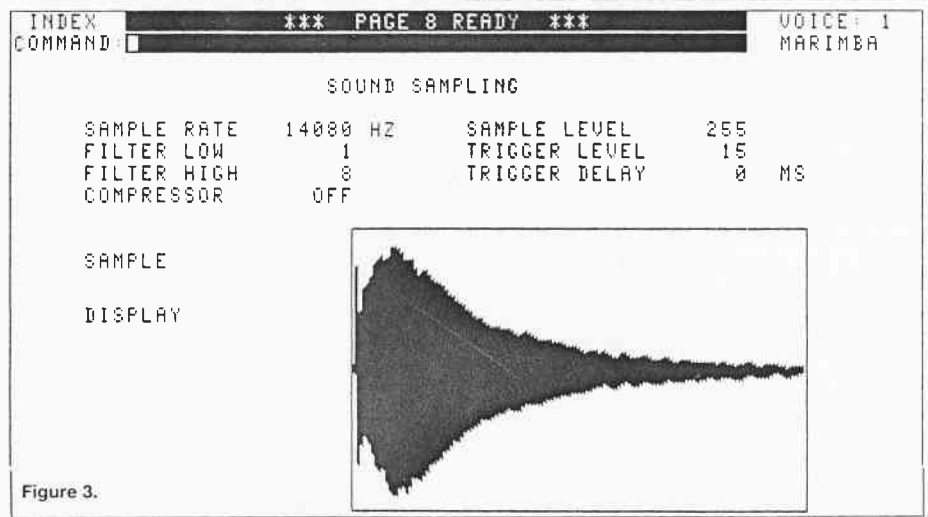 INDEX *** PAGE 8 READY *** VOICE: 1
COMMAND: MARIMBA
SOUND SAMPLING
SAMPLE RATE 14080 HZ SAMPLE LEVEL 255
FILTER LOW 1 TRIGGER LEVEL 15
FILTER HIGH 8 TRIGGER DELAY 0 MS
COMPRESSOR OFF
SAMPLE
DISPLAY
Figure 3.